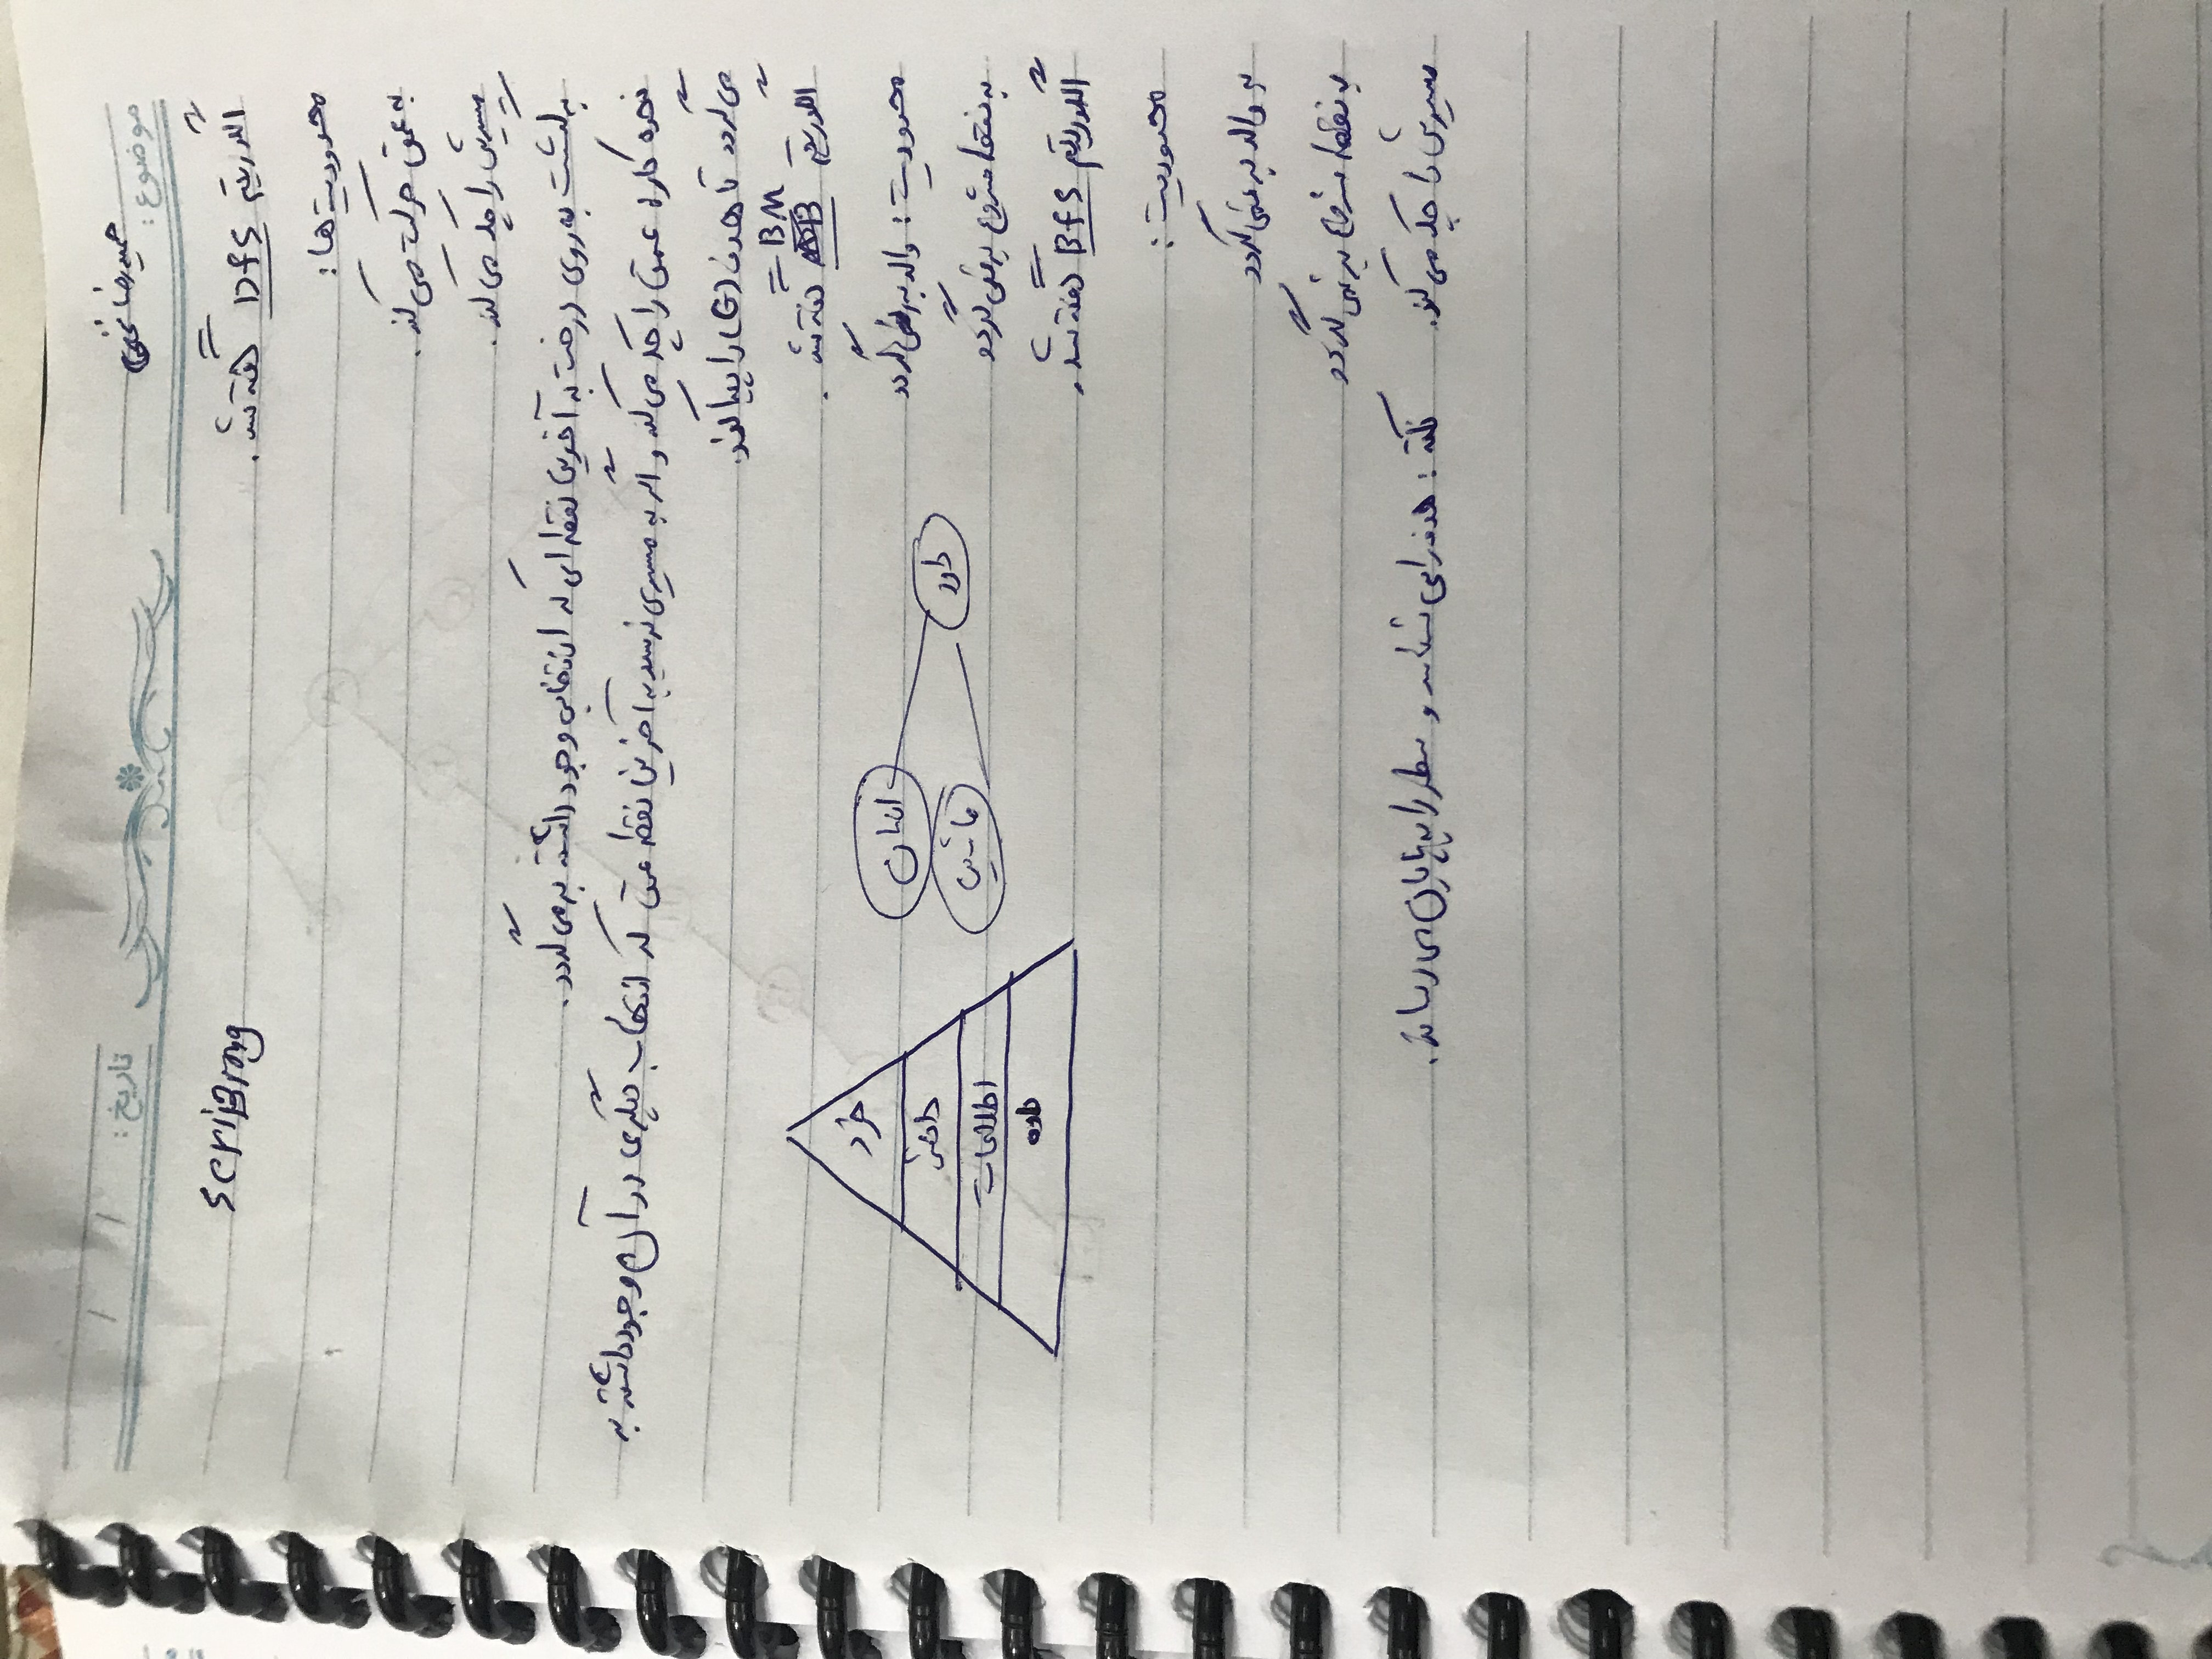 موضوع: حمیدرضا
تاریخ: / /
الگوریتم DfS گفته شد.
scriBrong
محدودیت ها:
به عمق حرکت می کند.
مسیرش را چک می کند.
برگشت به روی درخت به آخرین نقطه ای که انتخابی وجود داشته بر می گردد.
نحوه کار: عمق را چک می کند و اگر به مسیری نرسید به آخرین نقطه عمق که انتخاب دیگری در آن وجود داشته بر
می گردد تا هدف (G) را پیدا کند.
الگوریتم BM گفته شد.
محدودیت: والد بر نمی گردد
به نقطه شروع بر نمی گردد
خرد
دانش
اطلاعات
داده
انسان
ماشین
داور
الگوریتم BfS گفته شد.
محدودیت:
به والد بر نمی گردد
به نقطه شروع بر نمی گردد
مسیرش را چک می کند. نکته: هدف را می شناسد و سطر را به پایان می رساند.